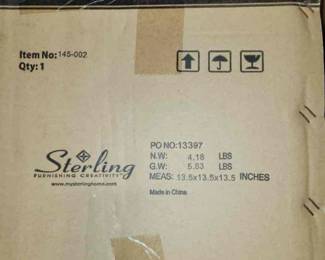 Item No: 145-002
Qty: 1
Sterling
FURNISHING CREATIVITY
www.mysterlinghome.com
PO NO:13397
N.W: 4.18 LBS
G.W: 5.83 LBS
MEAS: 13.5x13.5x13.5 INCHES
Made in China